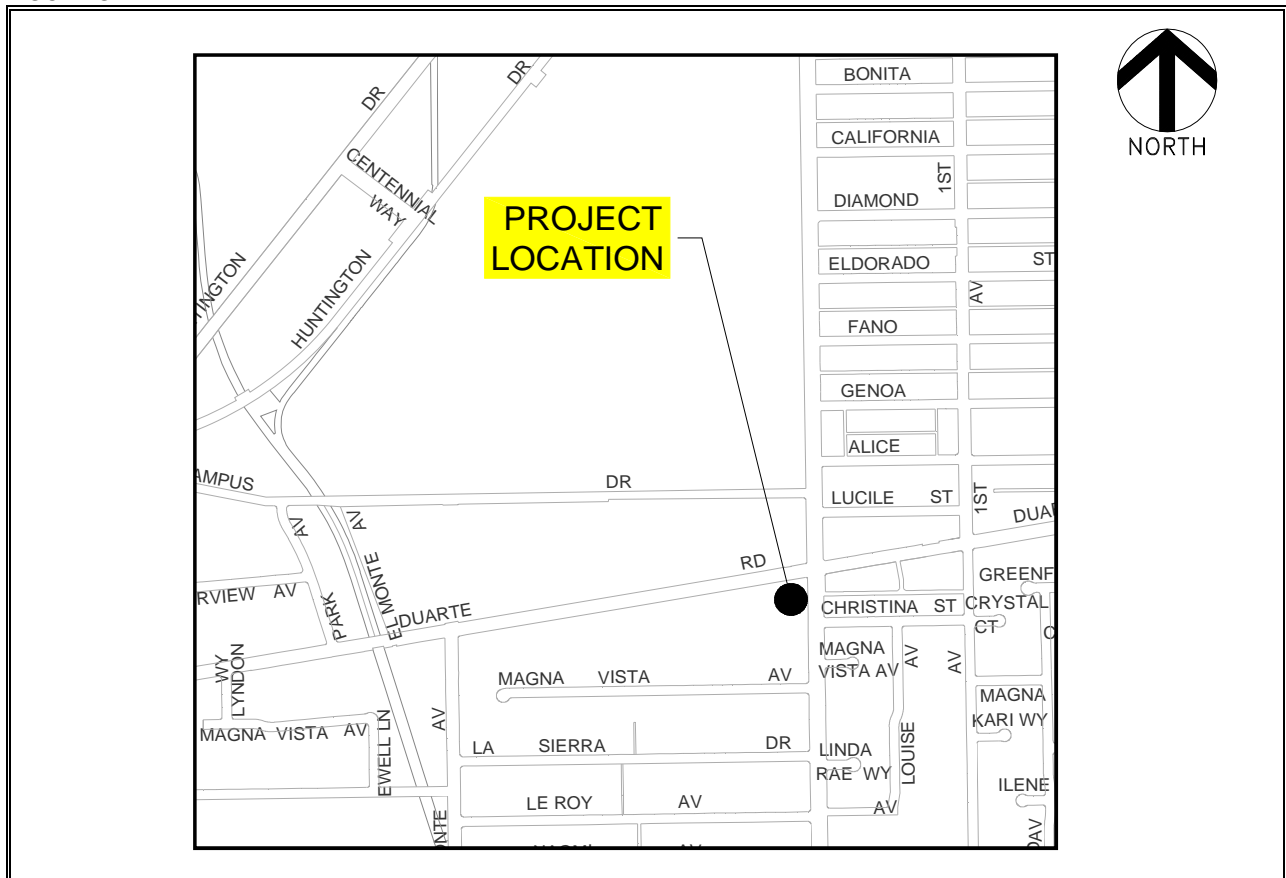 NORTH
BONITA
DR
DR
CALIFORNIA
CENTENNIAL
WAY
1ST
PROJECT
LOCATION
DIAMOND
ELDORADO
ST
HUNTINGTON
AV
FANO
GENOA
ALICE
DR
LUCILE ST
1ST
AV
AV
RD
EL MONTE
PARK
DUARTE
CHRISTINA ST
CRYSTAL
CT
MAGNA
VISTA AV
AV
AV
WY
LYNDON
MAGNA VISTA AV
MAGNA
KARI WY
AV
MAGNA VISTA AV
LA SIERRA DR
LINDA
RAE WY
LOUISE
EWELL LN
ILENE
LE ROY AV
AV